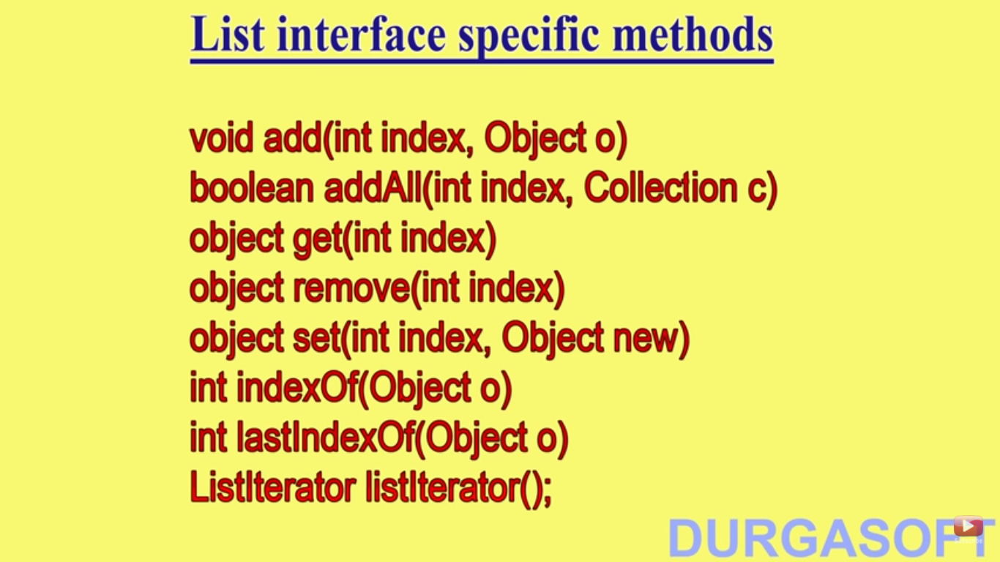 List interface specific methods
void add(int index, Object o)
boolean addAll(int index, Collection c)
object get(int index)
object remove(int index)
object set(int index, Object new)
int indexOf(Object o)
int lastIndexOf(Object o)
ListIterator listIterator();
DURGASOFT